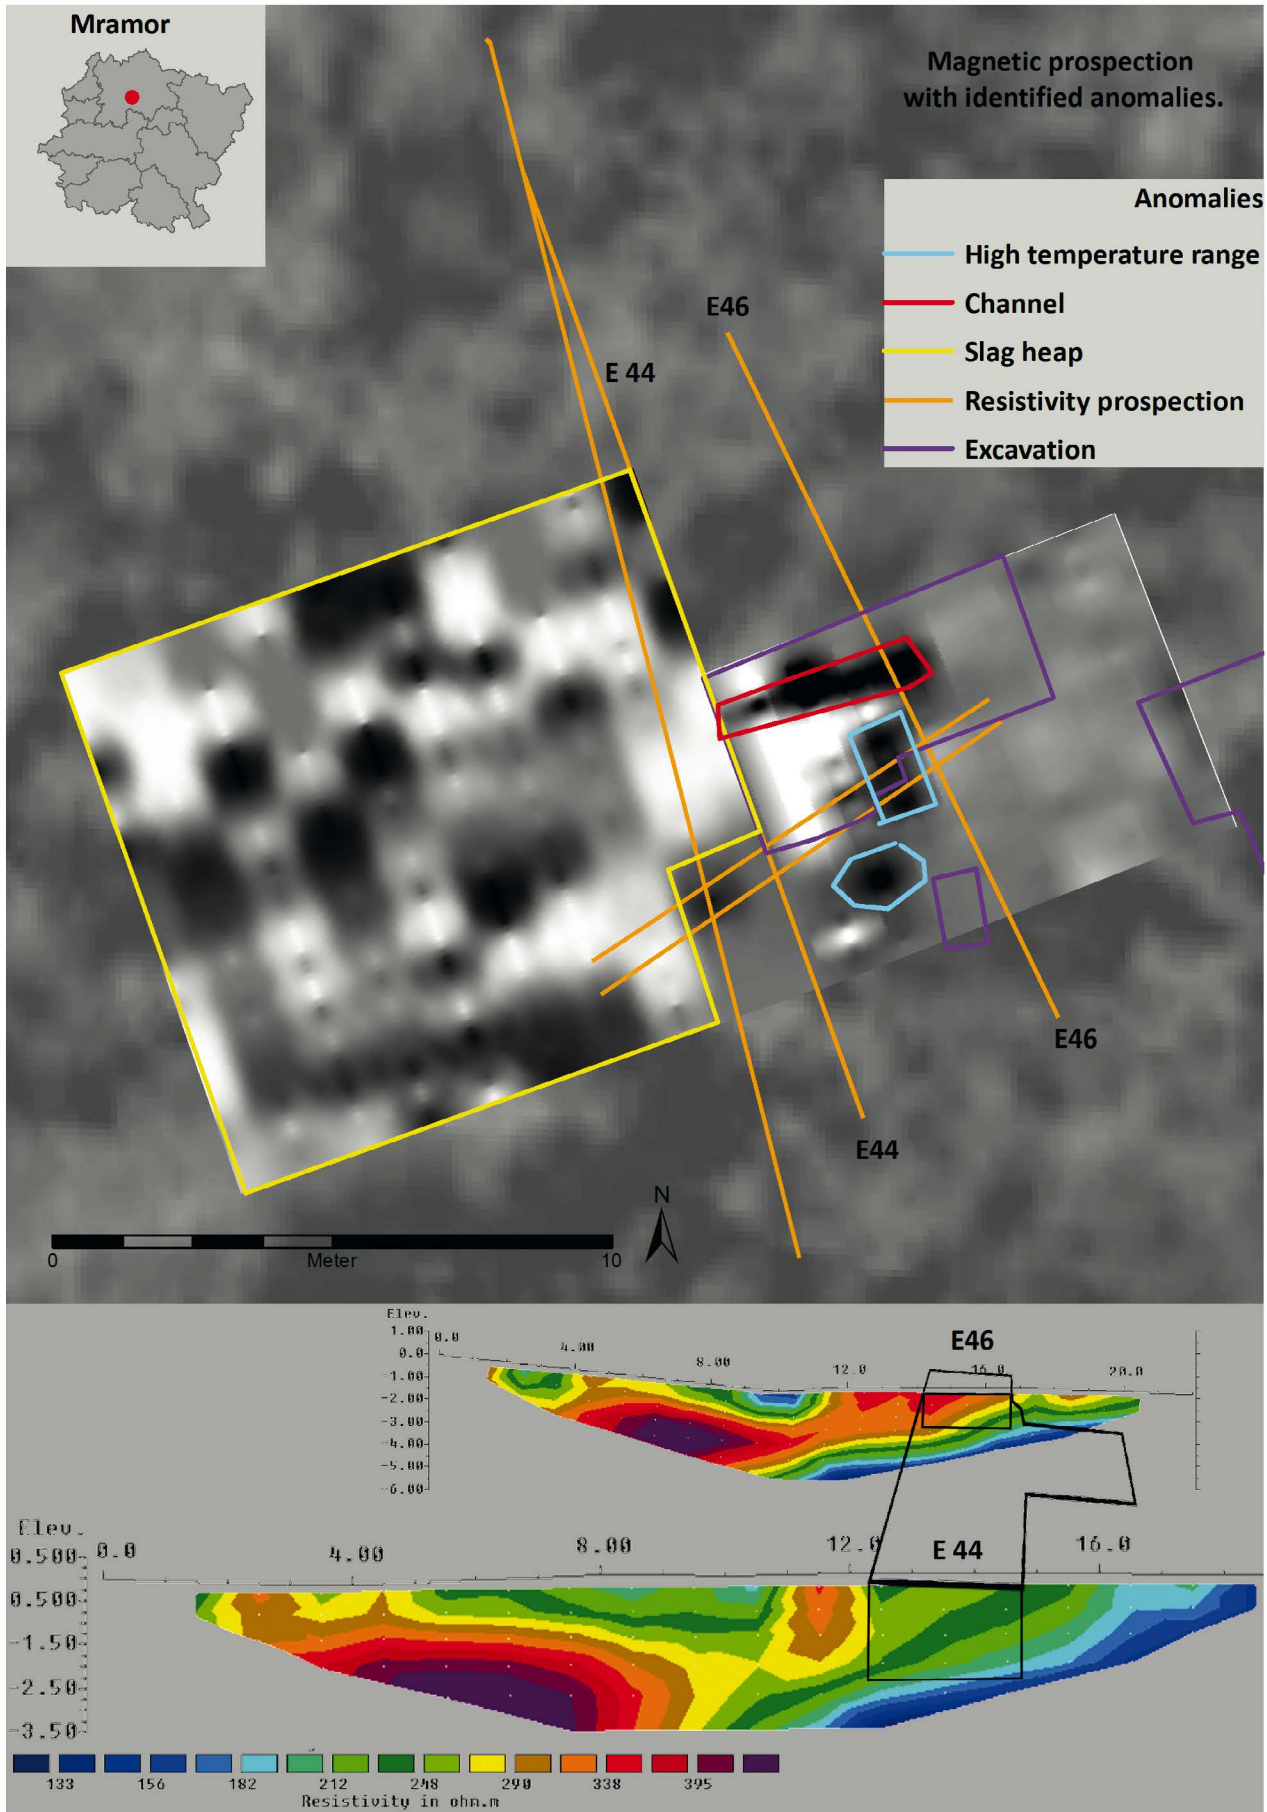 Mramor
Magnetic prospection
with identified anomalies.
Anomalies
High temperature range
Channel
Slag heap
Resistivity prospection
Excavation
E46
E 44
E46
E44
N
0 10
Meter
Elev.
1.00
0.0
-1.00
-2.00
-3.00
-4.00
-5.00
-6.00
0.0 4.00 8.00 12.0 16.0 20.0
E46
Elev.
0.500
-0.500
-1.50
-2.50
-3.50
0.0 4.00 8.00 12.0 16.0
E 44
133 156 182 212 248 290 338 395
Resistivity in ohm.m